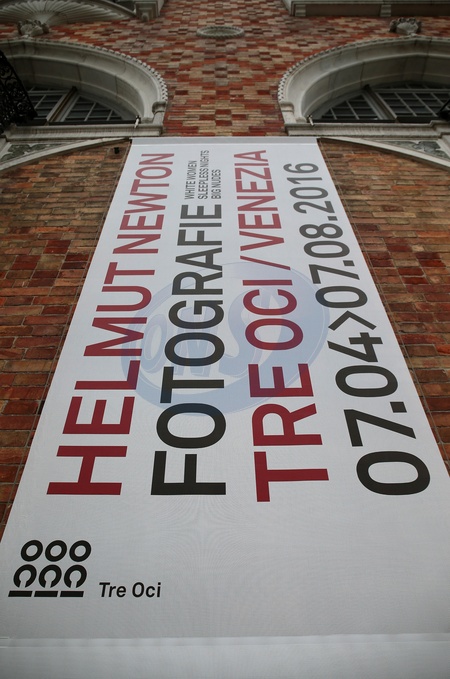 HELMUT NEWTON
FOTOGRAFIE
WHITE WOMEN
SLEEPLESS NIGHTS
BIG NUDES
TRE OCI / VENEZIA
07.04>07.08.2016
Tre Oci